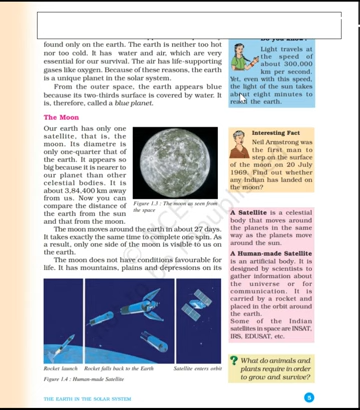 found only on the earth. The earth is neither too hot
nor too cold. It has water and air, which are very
essential for our survival. The air has life-supporting
gases like oxygen. Because of these reasons, the earth
is a unique planet in the solar system.
From the outer space, the earth appears blue
because its two thirds surface is covered by water. It
is, therefore, called a blue planet.
The Moon
Our earth has only one
satellite, that is, the
moon. Its diametre is
only one-quarter that of
the earth. It appears so
big because it is nearer to
our planet than other
celestial bodies. It is
about 3,84,400 km away
from us. Now you can
compare the distance of
the earth from the sun
and that from the moon.
Figure 1.3 : The moon as seen from
the space
The moon moves around the earth in about 27 days.
It takes exactly the same time to complete one spin. As
a result, only one side of the moon is visible to us on
the earth.
The moon does not have conditions favourable for
life. It has mountains, plains and depressions on its
Rocket launch
Rocket falls back to the Earth
Satellite enters orbit
Figure 1.4 : Human-made Satellite
THE EARTH IN THE SOLAR SYSTEM
Do you know?
Light travels at
the speed of
about 300,000
km per second.
Yet, even with this speed,
the light of the sun takes
about eight minutes to
reach the earth.
Interesting Fact
Neil Armstrong was
the first man to
step on the surface
of the moon on 20 July
1969. Find out whether
any Indian has landed on
the moon?
A Satellite is a celestial
body that moves around
the planets in the same
way as the planets move
around the sun.
A Human-made Satellite
is an artificial body. It is
designed by scientists to
gather information about
the universe or for
communication. It is
carried by a rocket and
placed in the orbit around
the earth.
Some of the Indian
satellites in space are INSAT,
IRS, EDUSAT, etc.
? What do animals and
plants require in order
to grow and survive?
5